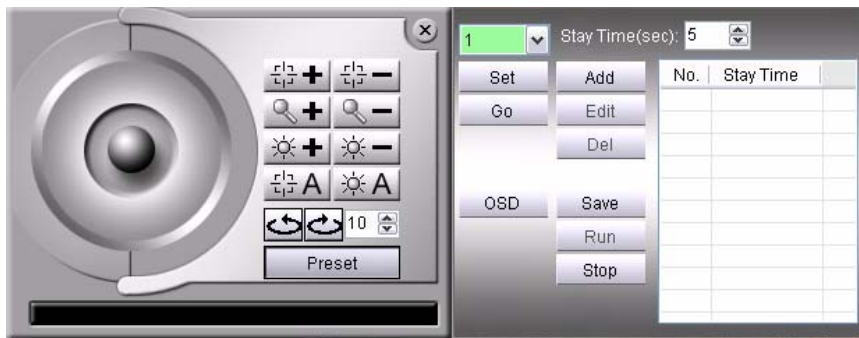 1 Stay Time(sec): 5
Set Add No. Stay Time
Go Edit
Del
A A
OSD Save
10
Run
Preset
Stop